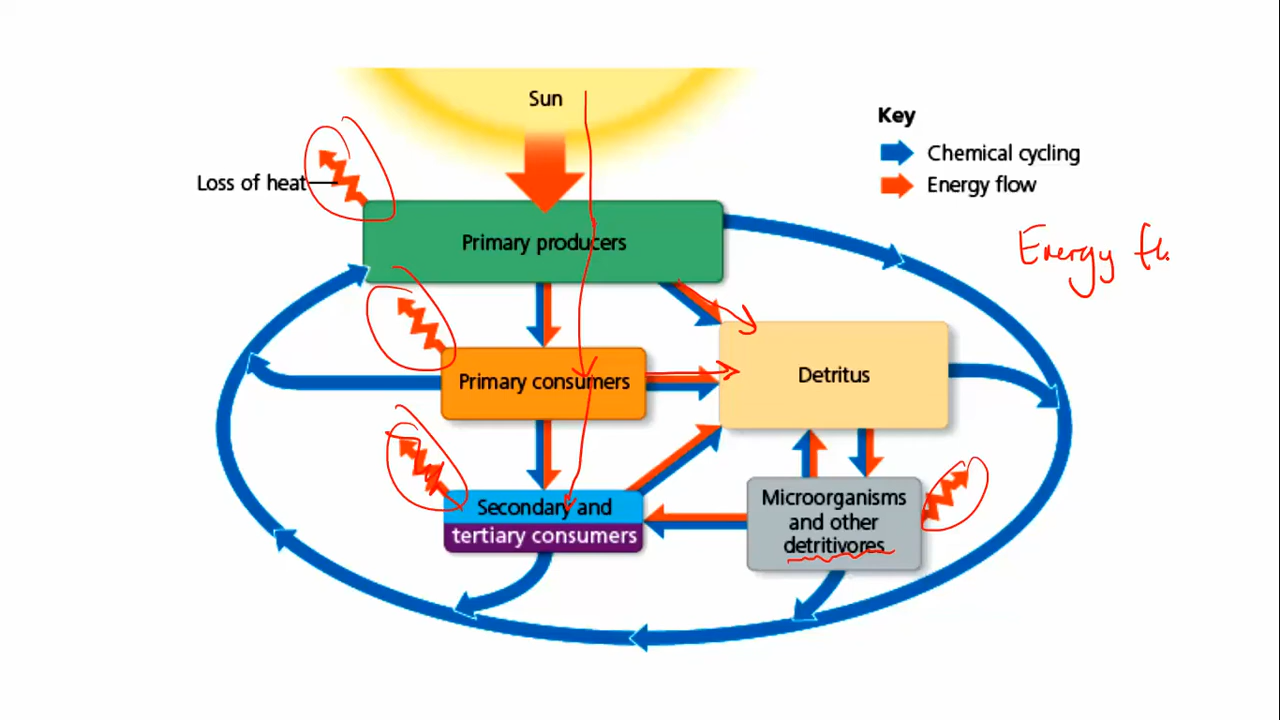 Sun
Key
Chemical cycling
Energy flow
Loss of heat
Primary producers
Energy
Primary consumers
Detritus
Secondary and
tertiary consumers
Microorganisms
and other
detritivores